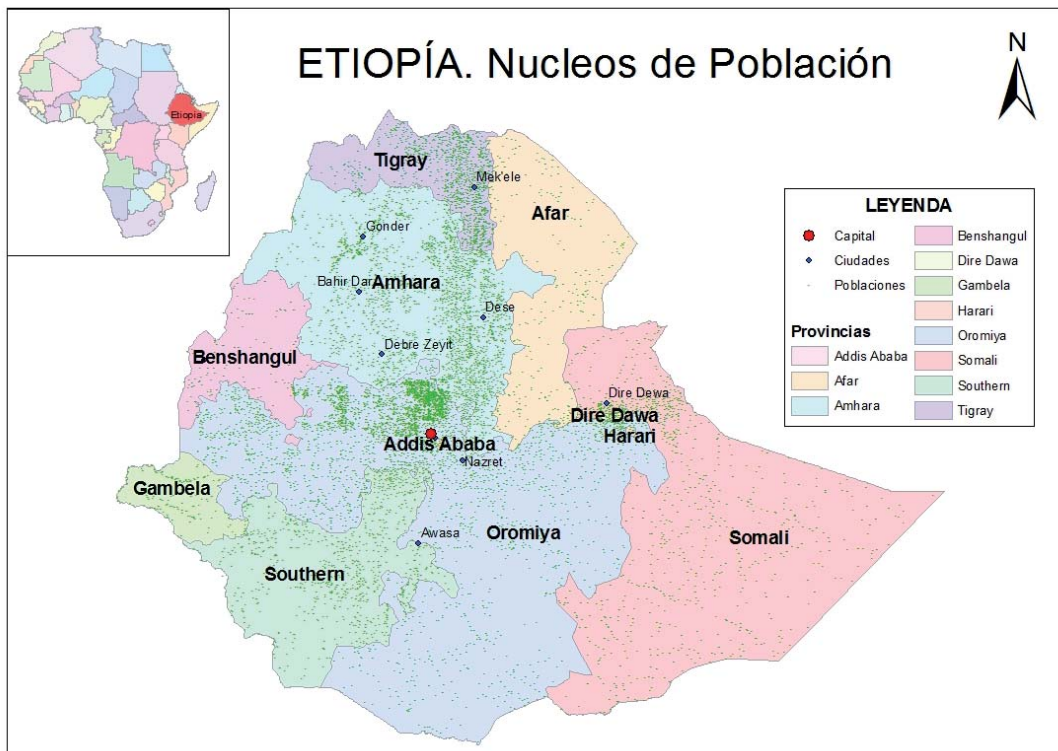 ETIOPÍA. Nucleos de Población
N
Etiopía
Tigray
Mek'ele
Afar
Gonder
Bahir Dar
Amhara
Dese
Debre Zeyit
Benshangul
Dire Dewa
Dire Dawa
Harari
Addis Ababa
Nazret
Gambela
Oromiya
Awasa
Somali
Southern
LEYENDA
Capital
Ciudades
Poblaciones
Provincias
Addis Ababa
Afar
Amhara
Benshangul
Dire Dawa
Gambela
Harari
Oromiya
Somali
Southern
Tigray